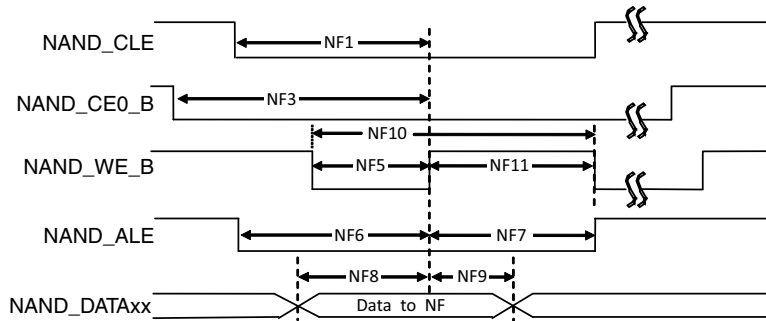 NAND_CLE
NF1
NAND_CE0_B
NF3
NF10
NAND_WE_B
NF5
NF11
NAND_ALE
NF6
NF7
NF8
NF9
NAND_DATAxx
Data to NF